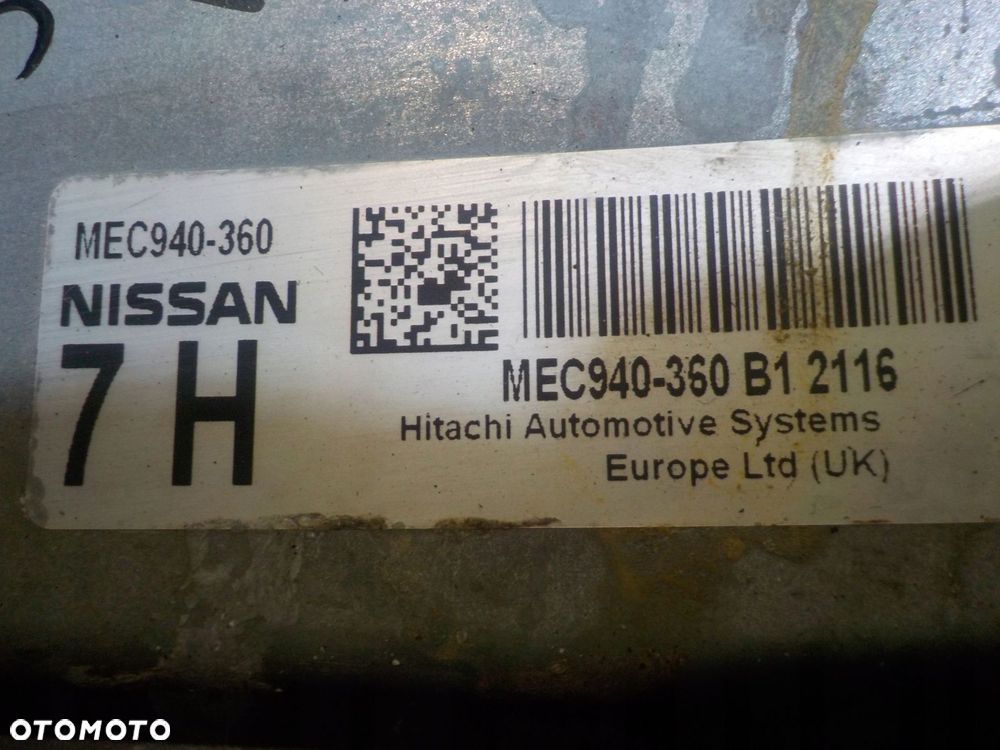 MEC940-360
NISSAN
7 H
MEC940-360 B1 2116
Hitachi Automotive Systems
Europe Ltd (UK)
OTOMOTO